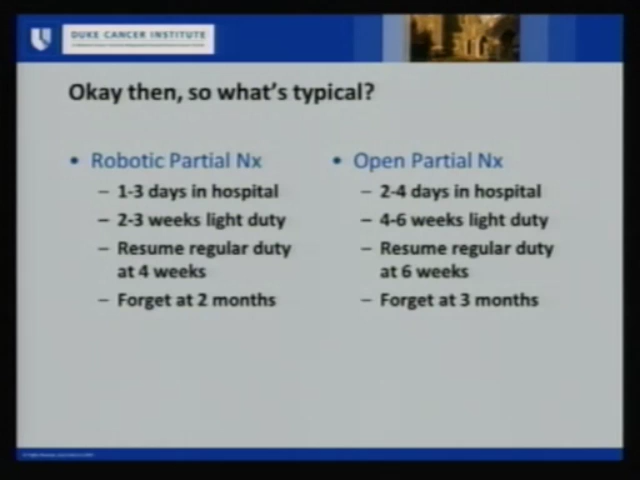 DUKE CANCER INSTITUTE
Okay then, so what's typical?
• Robotic Partial Nx
– 1-3 days in hospital
– 2-3 weeks light duty
– Resume regular duty
at 4 weeks
– Forget at 2 months
• Open Partial Nx
– 2-4 days in hospital
– 4-6 weeks light duty
– Resume regular duty
at 6 weeks
– Forget at 3 months